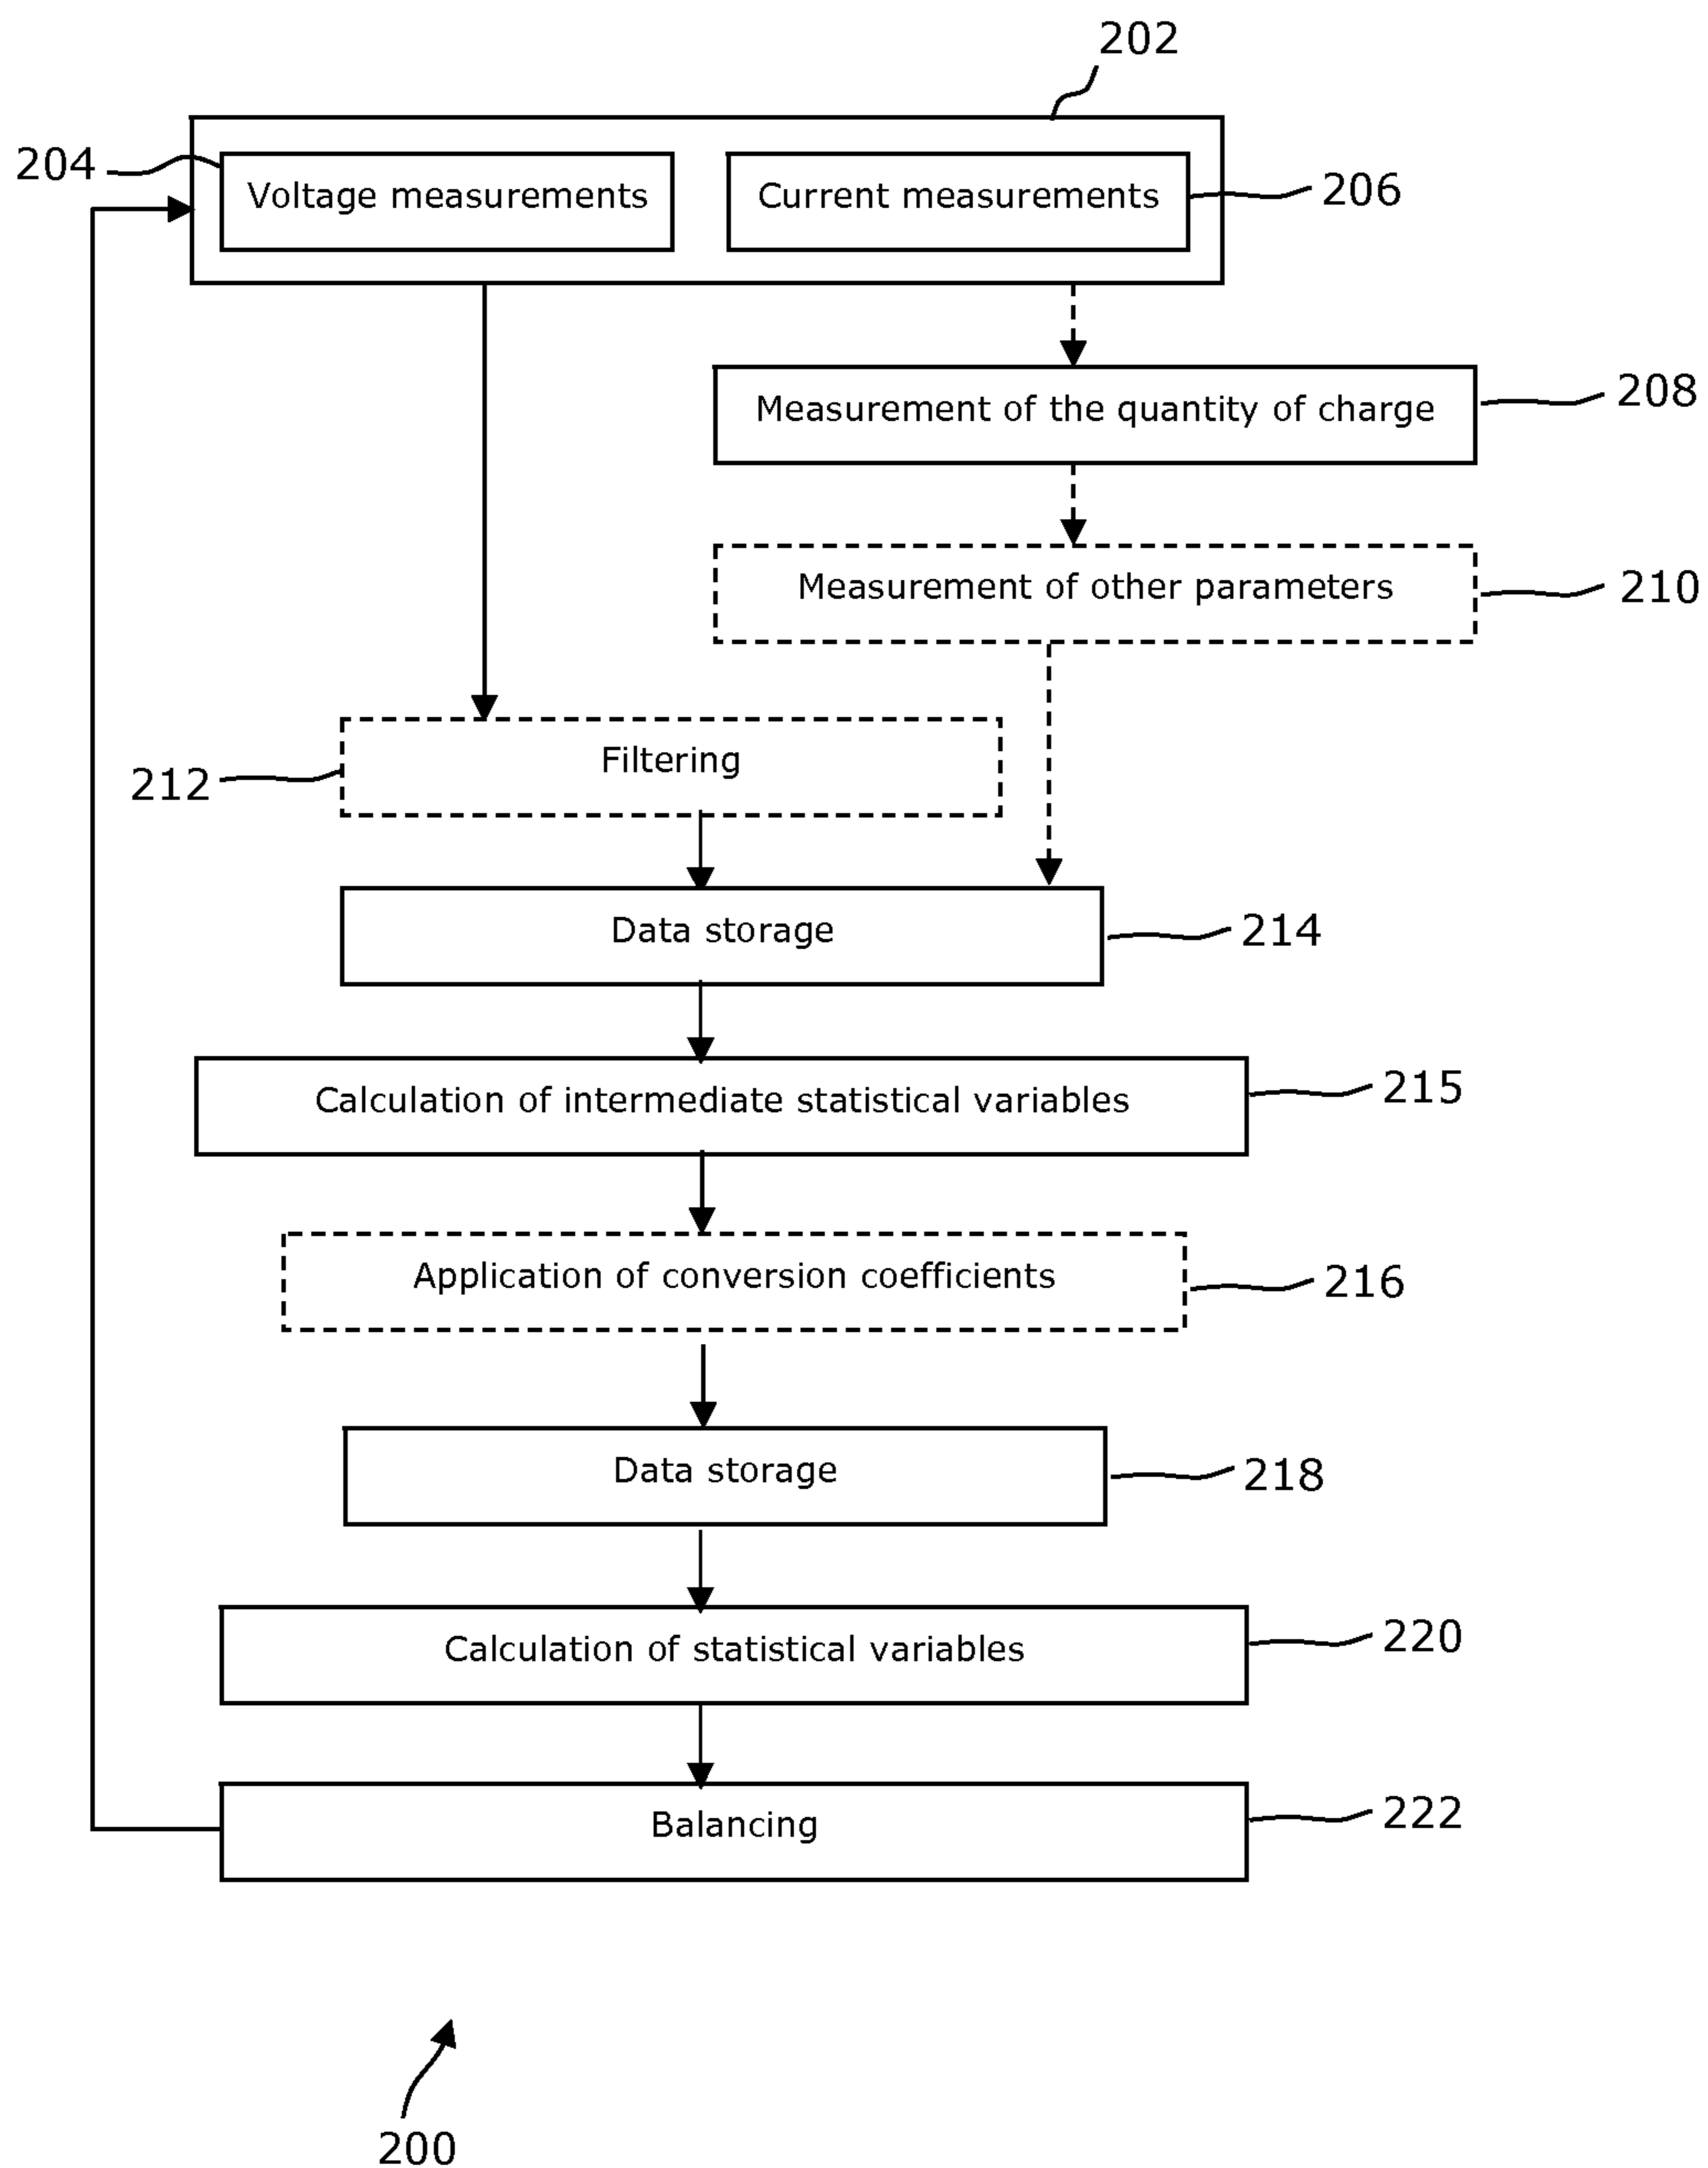 202
204
Voltage measurements
Current measurements
206
Measurement of the quantity of charge
208
Measurement of other parameters
210
Filtering
212
Data storage
214
Calculation of intermediate statistical variables
215
Application of conversion coefficients
216
Data storage
218
Calculation of statistical variables
220
Balancing
222
200